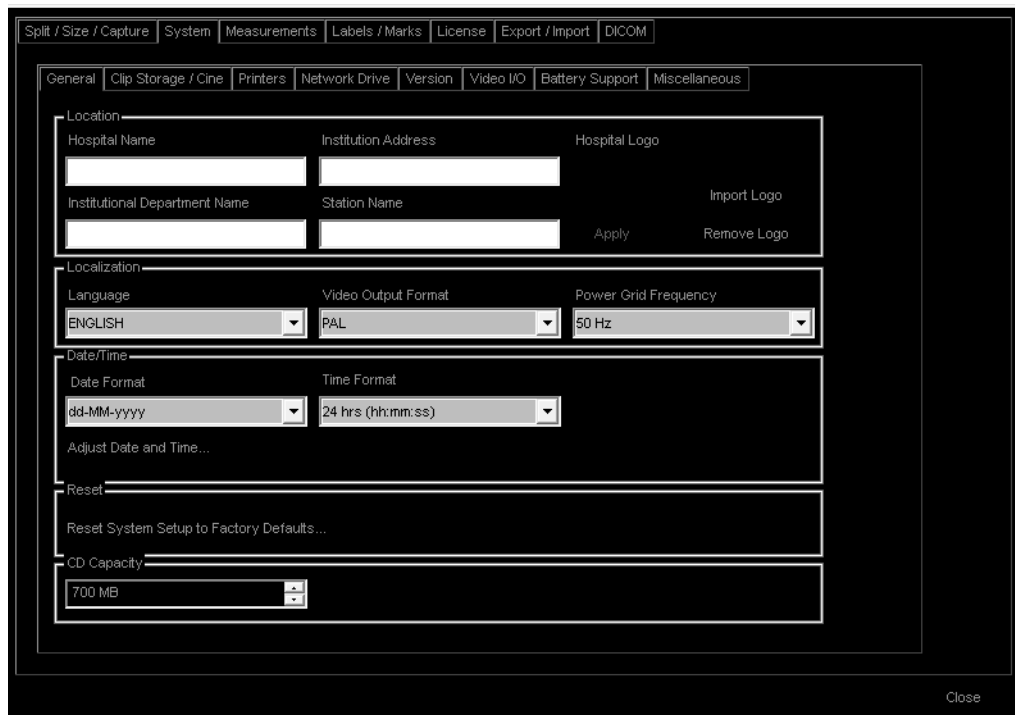 Split / Size / Capture System Measurements Labels / Marks License Export / Import DICOM
General Clip Storage / Cine Printers Network Drive Version Video I/O Battery Support Miscellaneous
Location
Hospital Name Institution Address Hospital Logo
Import Logo
Institutional Department Name Station Name
Apply Remove Logo
Localization
Language Video Output Format Power Grid Frequency
ENGLISH PAL 50 Hz
Date/Time
Date Format Time Format
dd-MM-yyyy 24 hrs (hh:mm:ss)
Adjust Date and Time...
Reset
Reset System Setup to Factory Defaults...
CD Capacity
700 MB
Close